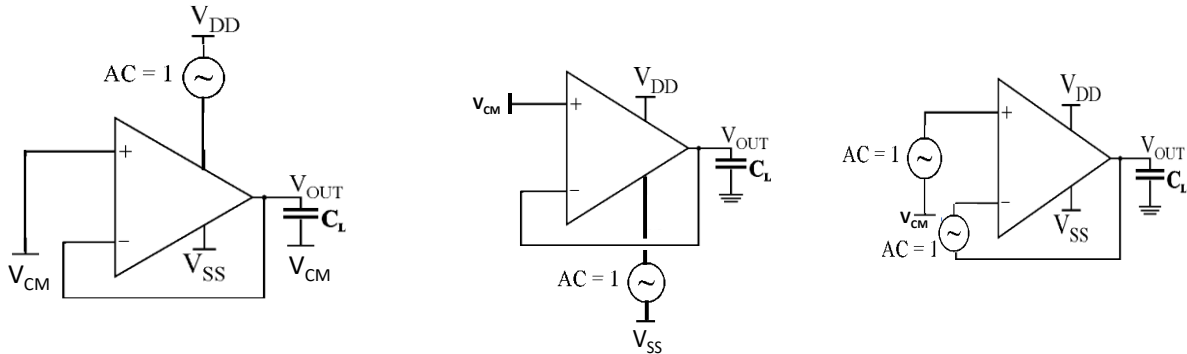 V_DD
AC = 1
+
−
V_OUT
C_L
V_SS
V_CM
V_CM
V_CM
+
V_DD
V_OUT
C_L
−
AC = 1
V_SS
+
V_DD
AC = 1
V_OUT
C_L
V_CM
−
V_SS
AC = 1